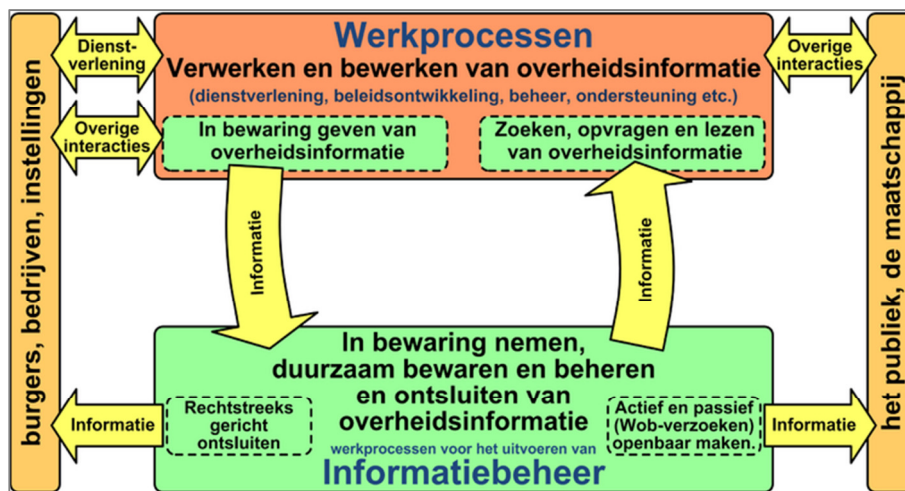 burgers, bedrijven, instellingen
Dienst-
verlening
Overige
interacties
Werkprocessen
Verwerken en bewerken van overheidsinformatie
(dienstverlening, beleidsontwikkeling, beheer, ondersteuning etc.)
In bewaring geven van
overheidsinformatie
Zoeken, opvragen en lezen
van overheidsinformatie
Overige
interacties
het publiek, de maatschappij
Informatie
Informatie
In bewaring nemen,
duurzaam bewaren en beheren
en ontsluiten van
overheidsinformatie
werkprocessen voor het uitvoeren van
Informatiebeheer
Rechtstreeks
gericht
ontsluiten
Actief en passief
(Wob-verzoeken)
openbaar maken.
Informatie
Informatie